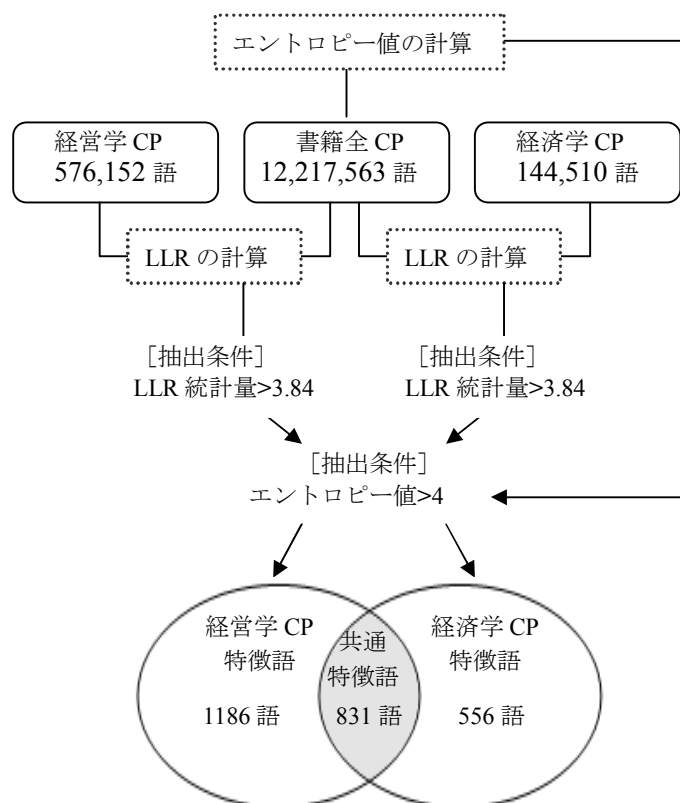 エントロピー値の計算
経営学 CP
576,152 語
書籍全 CP
12,217,563 語
経済学 CP
144,510 語
LLR の計算
LLR の計算
［抽出条件］
LLR 統計量>3.84
［抽出条件］
LLR 統計量>3.84
［抽出条件］
エントロピー値>4
経営学 CP
特徴語
1186 語
共通
特徴語
831 語
経済学 CP
特徴語
556 語